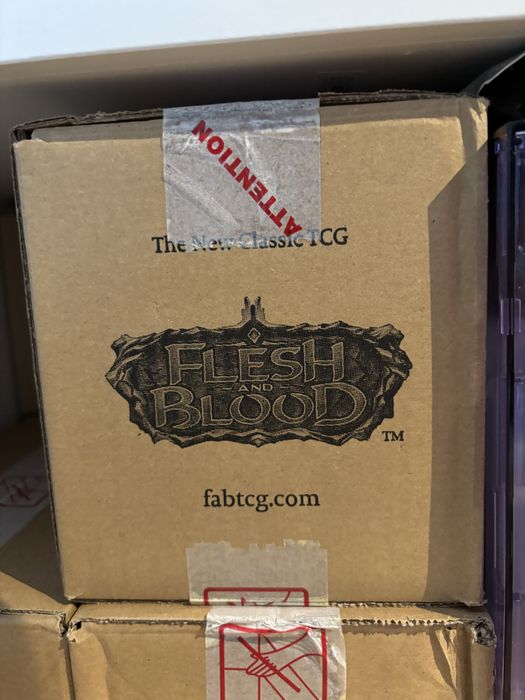 ATTENTION
The New Classic TCG
FLESH
AND
BLOOD
TM
fabtcg.com